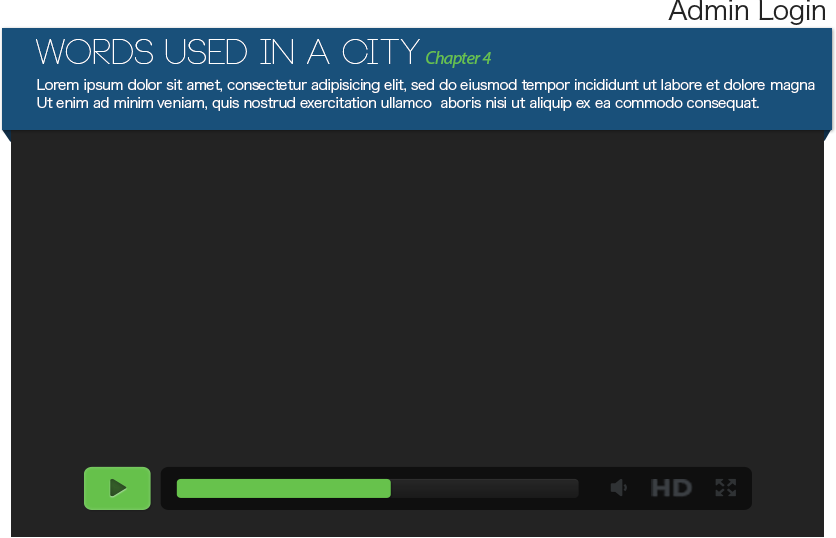 Admin Login
WORDS USED IN A CITY Chapter 4
Lorem ipsum dolor sit amet, consectetur adipisicing elit, sed do eiusmod tempor incididunt ut labore et dolore magna
Ut enim ad minim veniam, quis nostrud exercitation ullamco aboris nisi ut aliquip ex ea commodo consequat.
HD